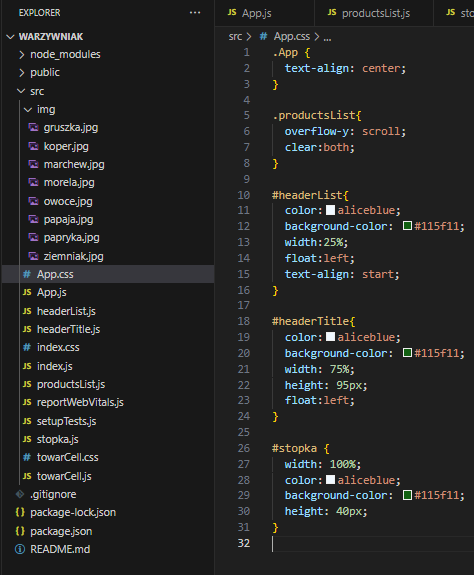 EXPLORER ...
WARZYWNIAK
node_modules
public
src
img
gruszka.jpg
koper.jpg
marchew.jpg
morela.jpg
owoce.jpg
papaja.jpg
papryka.jpg
ziemniak.jpg
# App.css
JS App.js
JS headerList.js
JS headerTitle.js
# index.css
JS index.js
JS productsList.js
JS reportWebVitals.js
JS setupTests.js
JS stopka.js
# towarCell.css
JS towarCell.js
.gitignore
{} package-lock.json
{} package.json
README.md
JS App.js JS productsList.js JS
src > # App.css > ...
1 .App {
2 text-align: center;
3 }
4
5 .productsList{
6 overflow-y: scroll;
7 clear:both;
8 }
9
10 #headerList{
11 color: aliceblue;
12 background-color: #115f11;
13 width:25%;
14 float:left;
15 text-align: start;
16 }
17
18 #headerTitle{
19 color: aliceblue;
20 background-color: #115f11;
21 width: 75%;
22 height: 95px;
23 float:left;
24 }
25
26 #stopka {
27 width: 100%;
28 color: aliceblue;
29 background-color: #115f11;
30 height: 40px;
31 }
32